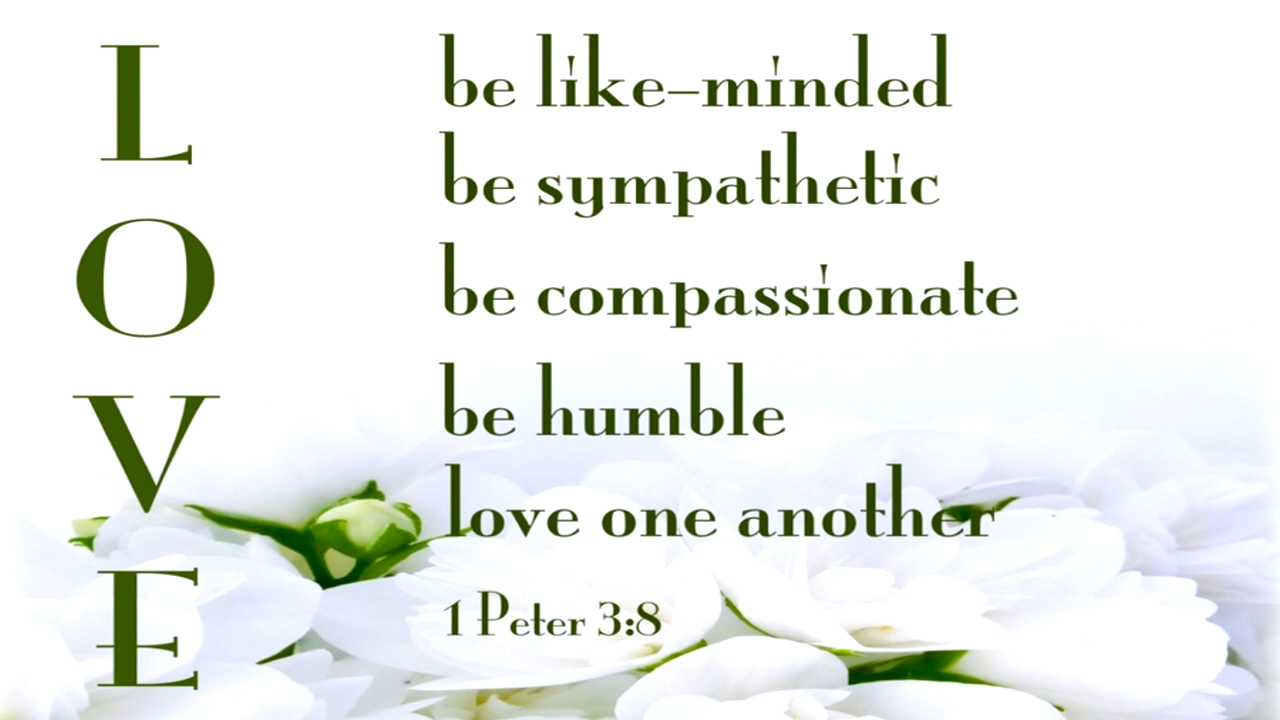 LOVE
be like-minded
be sympathetic
be compassionate
be humble
love one another
1 Peter 3:8